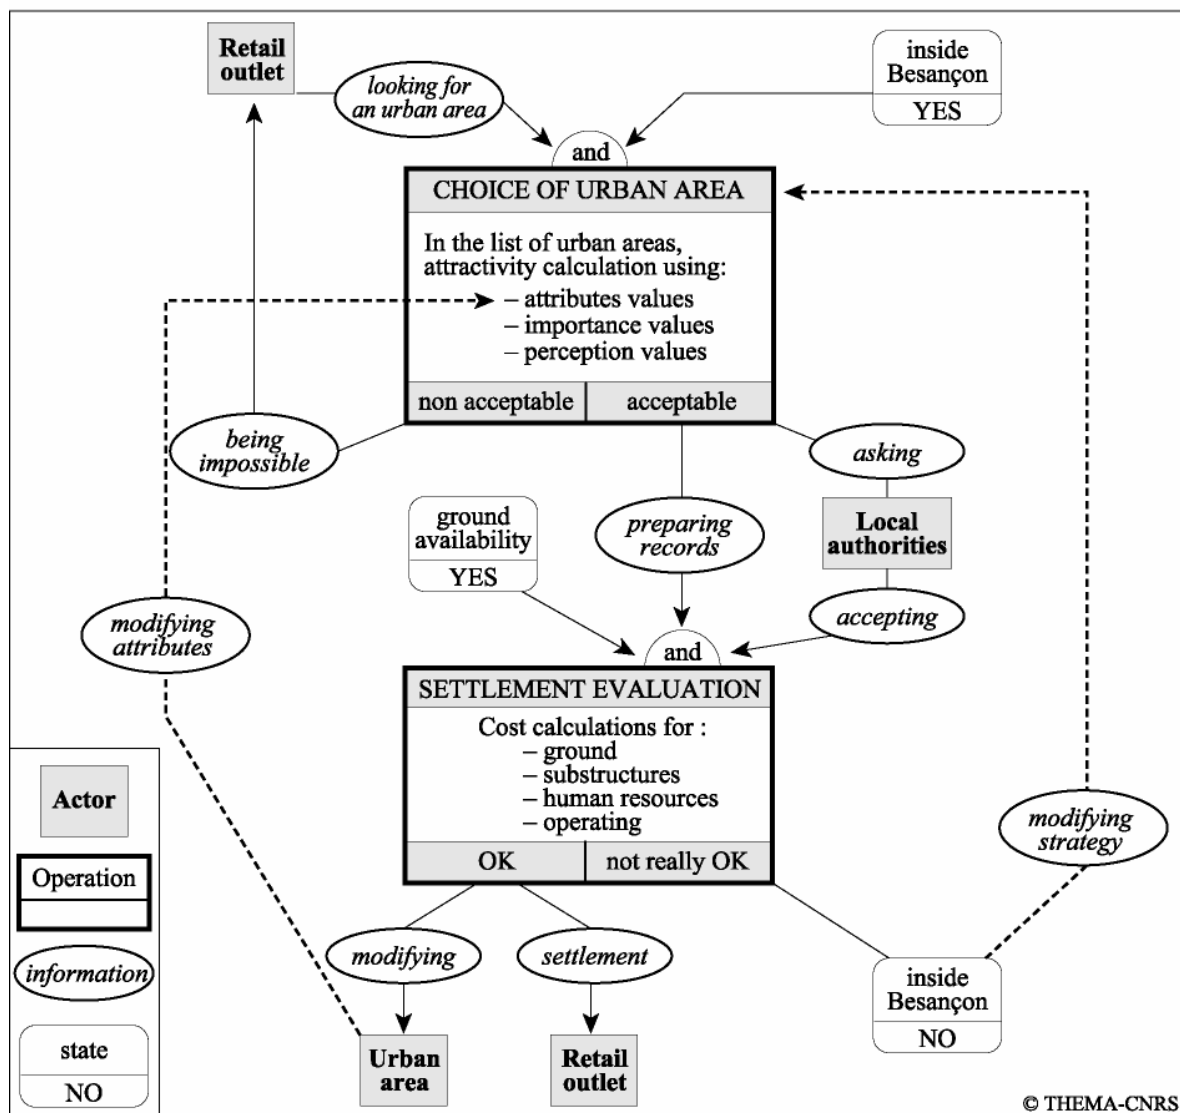 Retail
outlet
looking for
an urban area
inside
Besançon
YES
and
CHOICE OF URBAN AREA
In the list of urban areas,
attractivity calculation using:
– attributes values
– importance values
– perception values
non acceptable
acceptable
being
impossible
asking
ground
availability
YES
preparing
records
Local
authorities
modifying
attributes
accepting
and
SETTLEMENT EVALUATION
Cost calculations for :
– ground
– substructures
– human resources
– operating
OK
not really OK
modifying
strategy
modifying
settlement
inside
Besançon
NO
Urban
area
Retail
outlet
Actor
Operation
information
state
NO
© THEMA-CNRS